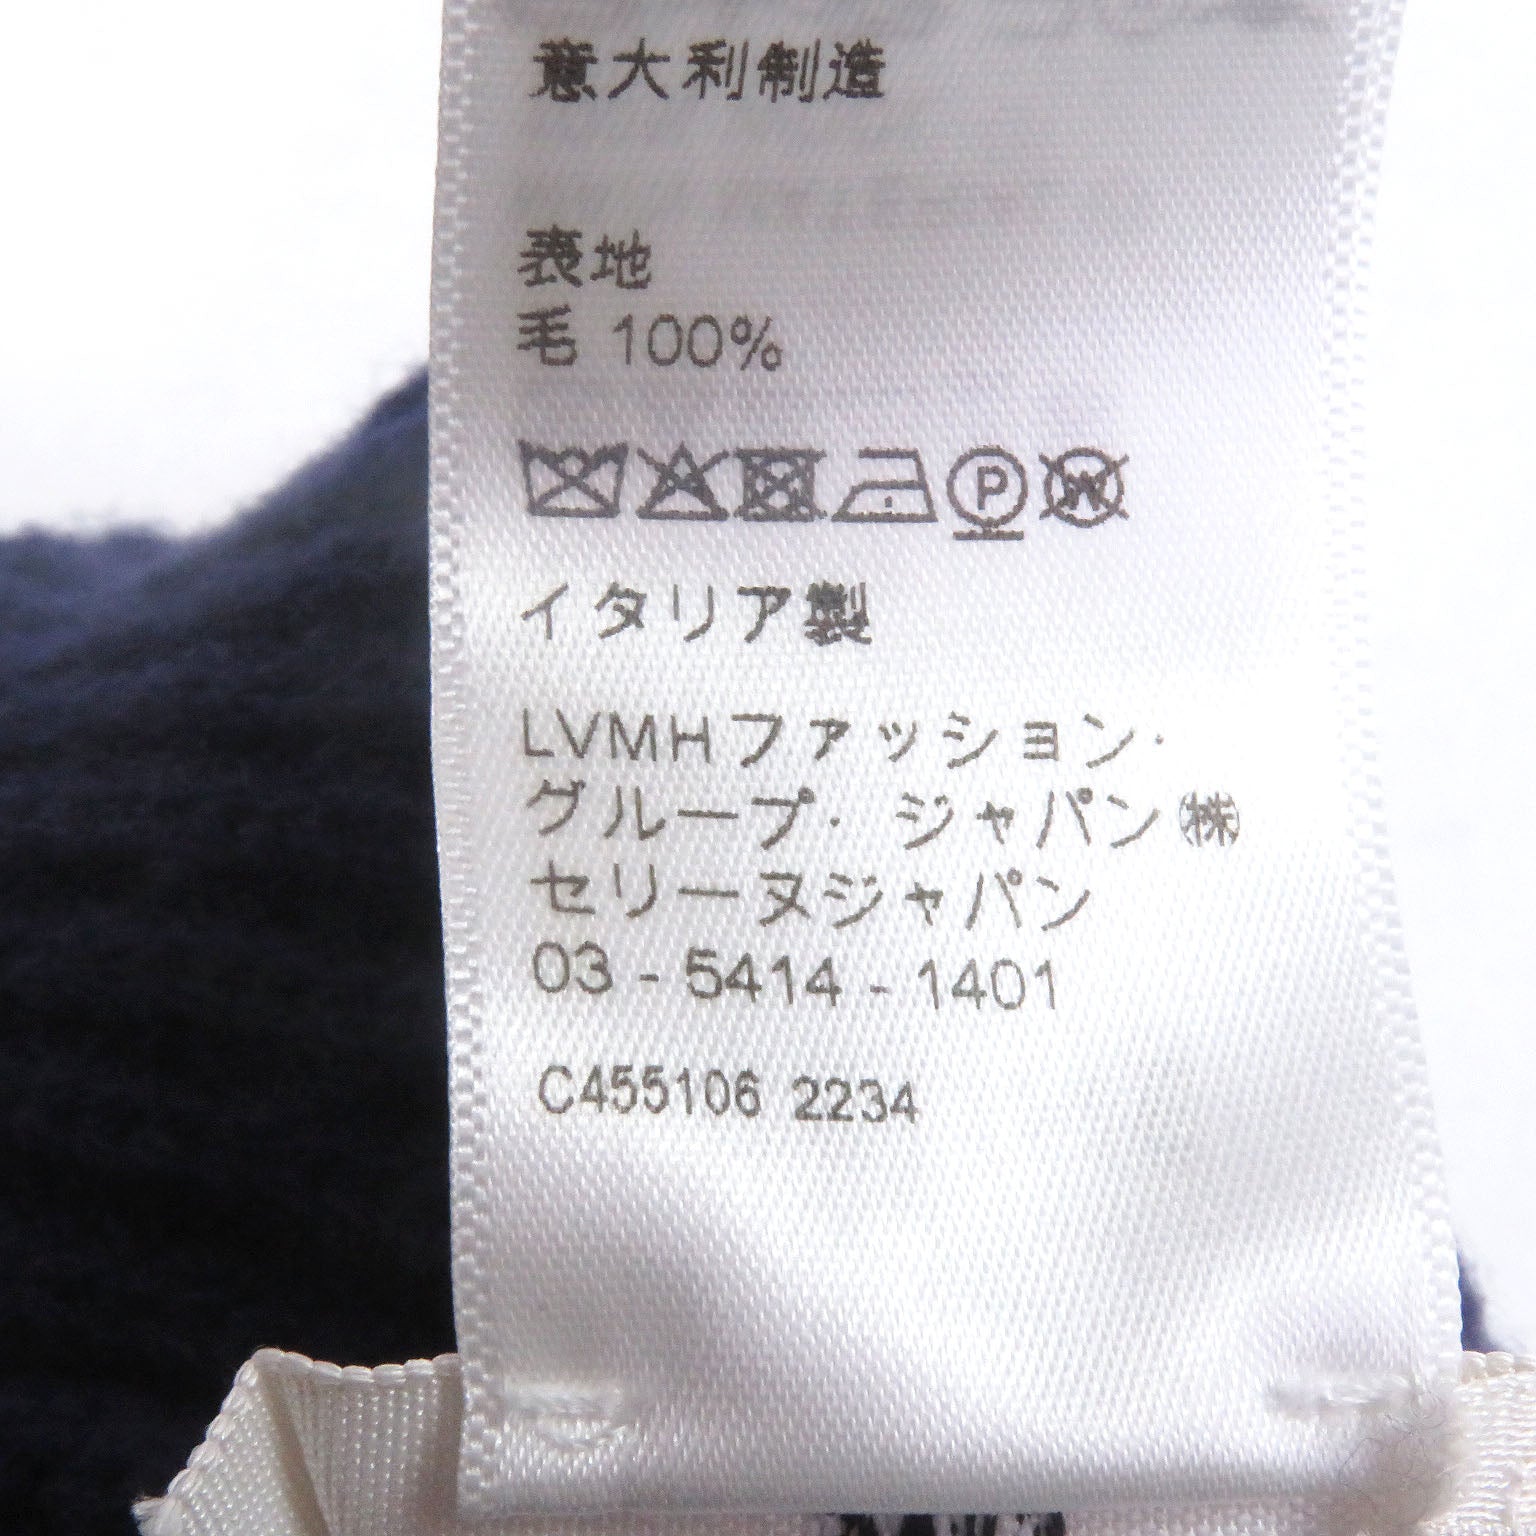 意大利制造
表地
毛 100%
P W
イタリア製
LVMHファッション・
グループ・ジャパン㈱
セリーヌジャパン
03 - 5414 - 1401
C455106 2234